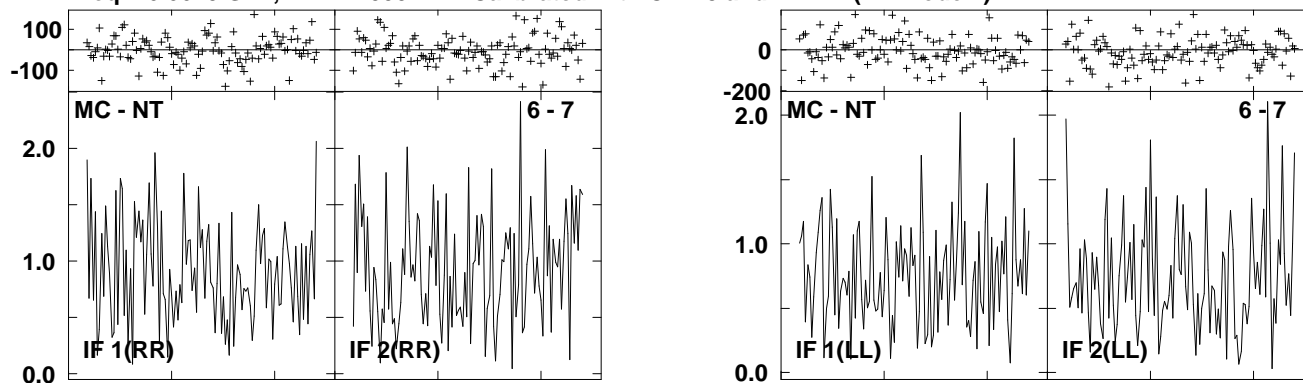 100
-100
MC - NT
6 - 7
2.0
1.0
0.0
IF 1(RR)
IF 2(RR)
0
-200
MC - NT
6 - 7
2.0
1.0
0.0
IF 1(LL)
IF 2(LL)